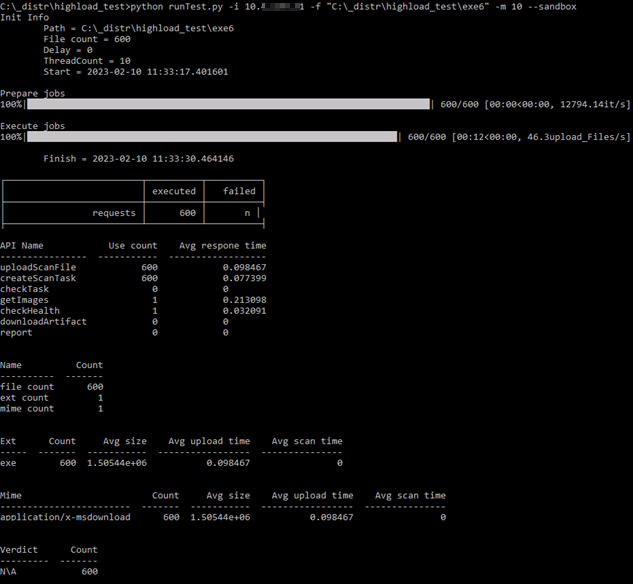 C:\_distr\highload_test>python runTest.py -i 10. 1 -f "C:\_distr\highload_test\exe6" -m 10 --sandbox
Init Info
Path = C:\_distr\highload_test\exe6
File count = 600
Delay = 0
ThreadCount = 10
Start = 2023-02-10 11:33:17.401601
Prepare jobs
100%| | 600/600 [00:00<00:00, 12794.14it/s]
Execute jobs
100%| | 600/600 [00:12<00:00, 46.3upload_Files/s]
Finish = 2023-02-10 11:33:30.464146
executed failed
requests 600 n
API Name Use count Avg respone time
---------------- ----------- ------------------
uploadScanFile 600 0.098467
createScanTask 600 0.077399
checkTask 0 0
getImages 1 0.213098
checkHealth 1 0.032091
downloadArtifact 0 0
report 0 0
Name Count
---------- -------
file count 600
ext count 1
mime count 1
Ext Count Avg size Avg upload time Avg scan time
----- ------- ----------- ----------------- ---------------
exe 600 1.50544e+06 0.098467 0
Mime Count Avg size Avg upload time Avg scan time
------------------------ ------- ----------- ----------------- ---------------
application/x-msdownload 600 1.50544e+06 0.098467 0
Verdict Count
--------- -------
N\A 600